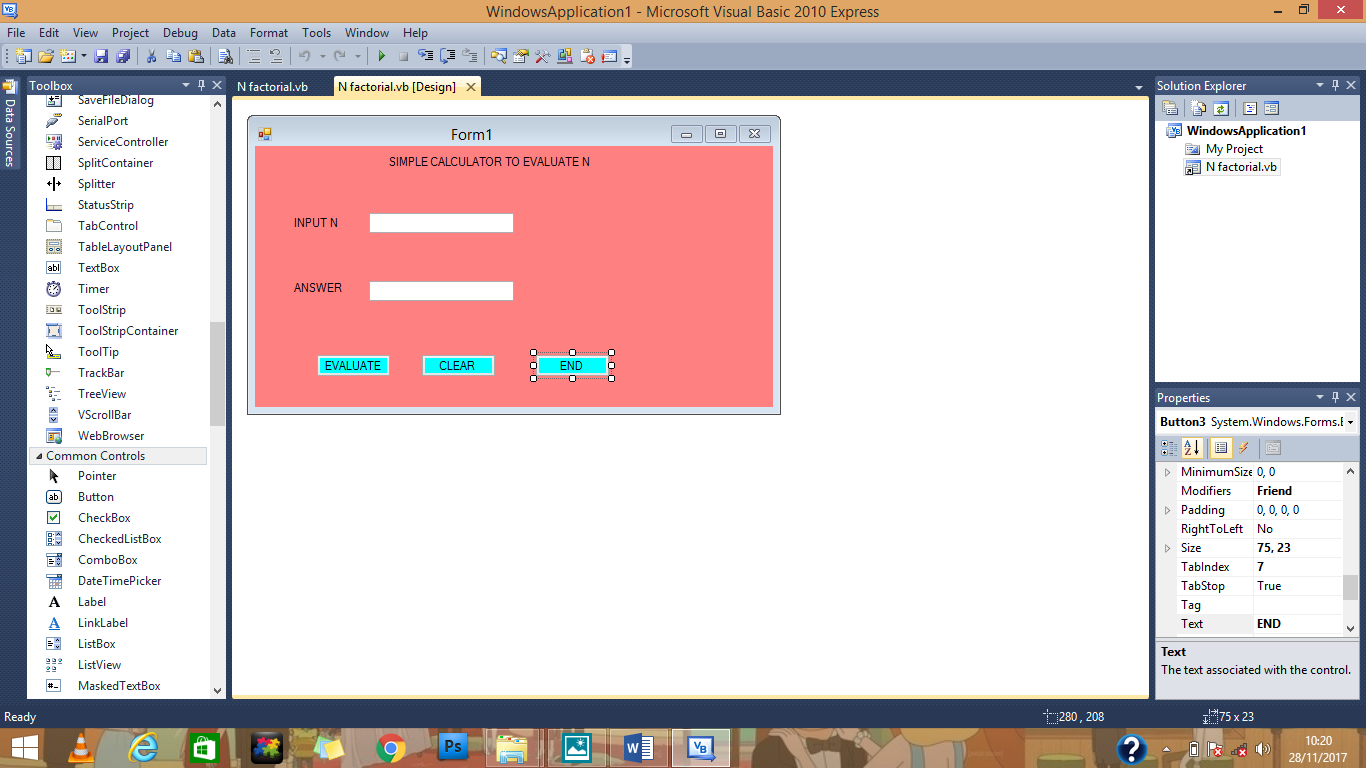 WindowsApplication1 - Microsoft Visual Basic 2010 Express
File Edit View Project Debug Data Format Tools Window Help
Data Sources
Toolbox
SaveFileDialog
SerialPort
ServiceController
SplitContainer
Splitter
StatusStrip
TabControl
TableLayoutPanel
TextBox
Timer
ToolStrip
ToolStripContainer
ToolTip
TrackBar
TreeView
VScrollBar
WebBrowser
Common Controls
Pointer
Button
CheckBox
CheckedListBox
ComboBox
DateTimePicker
Label
LinkLabel
ListBox
ListView
MaskedTextBox
N factorial.vb N factorial.vb [Design]
Form1
SIMPLE CALCULATOR TO EVALUATE N
INPUT N
ANSWER
EVALUATE CLEAR END
Solution Explorer
WindowsApplication1
My Project
N factorial.vb
Properties
Button3 System.Windows.Forms.
MinimumSize 0, 0
Modifiers Friend
Padding 0, 0, 0, 0
RightToLeft No
Size 75, 23
TabIndex 7
TabStop True
Tag
Text END
Text
The text associated with the control.
Ready 280 , 208 75 x 23
10:20
28/11/2017